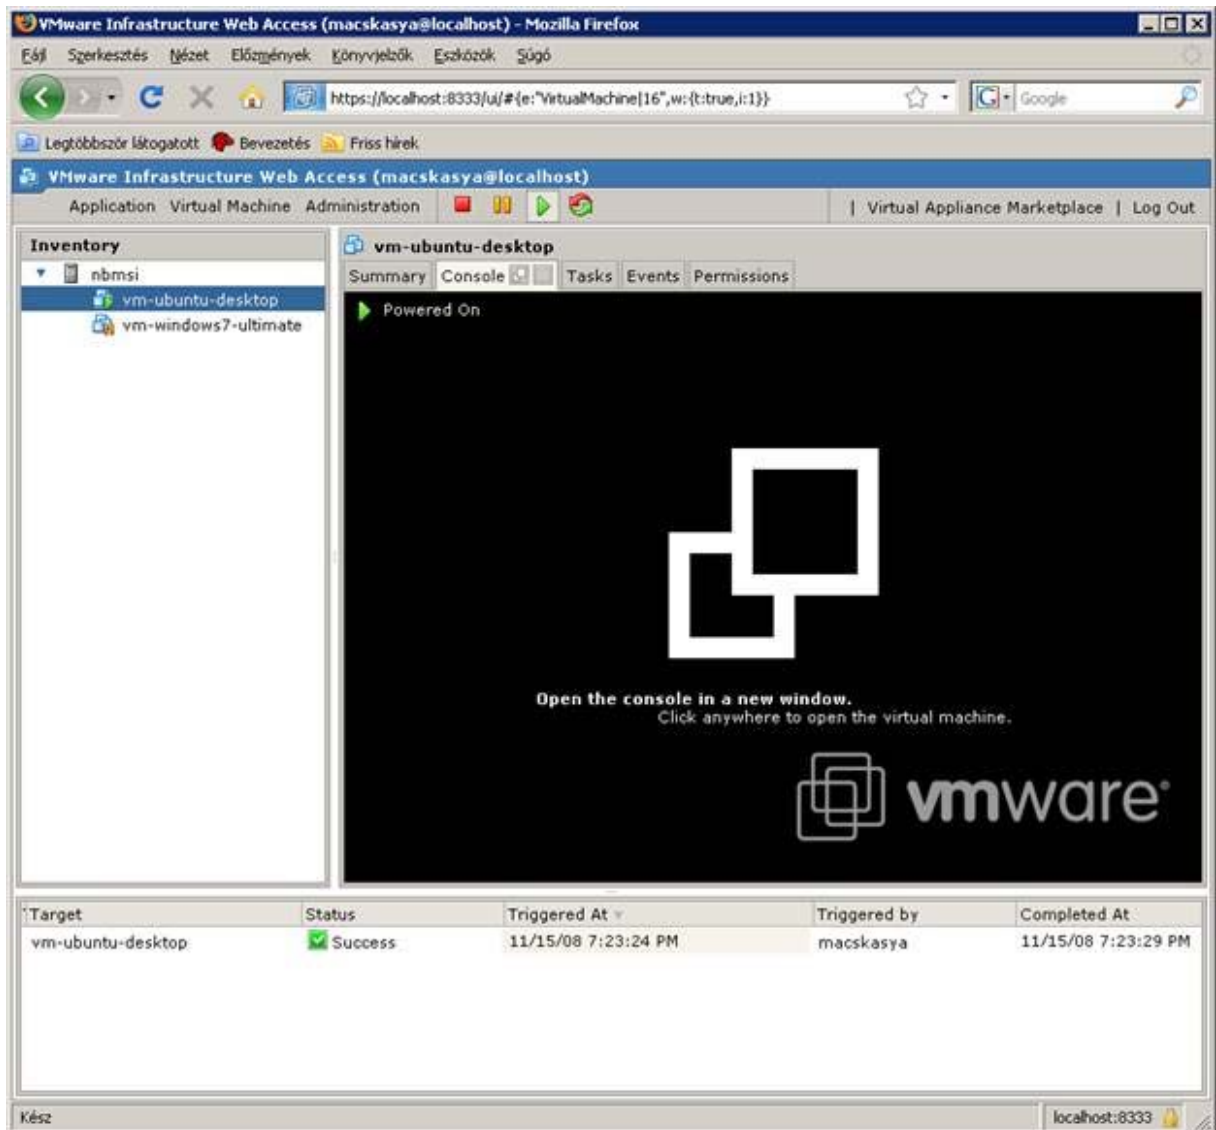 VMware Infrastructure Web Access (macskasya@localhost) - Mozilla Firefox
Fájl Szerkesztés Nézet Előzmények Könyvjelzők Eszközök Súgó
https://localhost:8333/ui/#{e:"VirtualMachine|16",w:{t:true,i:1}} G Google
Legtöbbször látogatott Bevezetés Friss hírek
VMware Infrastructure Web Access (macskasya@localhost)
Application Virtual Machine Administration | Virtual Appliance Marketplace | Log Out
Inventory
nbmsi
vm-ubuntu-desktop
vm-windows7-ultimate
vm-ubuntu-desktop
Summary Console Tasks Events Permissions
Powered On
Open the console in a new window.
Click anywhere to open the virtual machine.
vmware
Target Status Triggered At Triggered by Completed At
vm-ubuntu-desktop Success 11/15/08 7:23:24 PM macskasya 11/15/08 7:23:29 PM
Kész localhost:8333